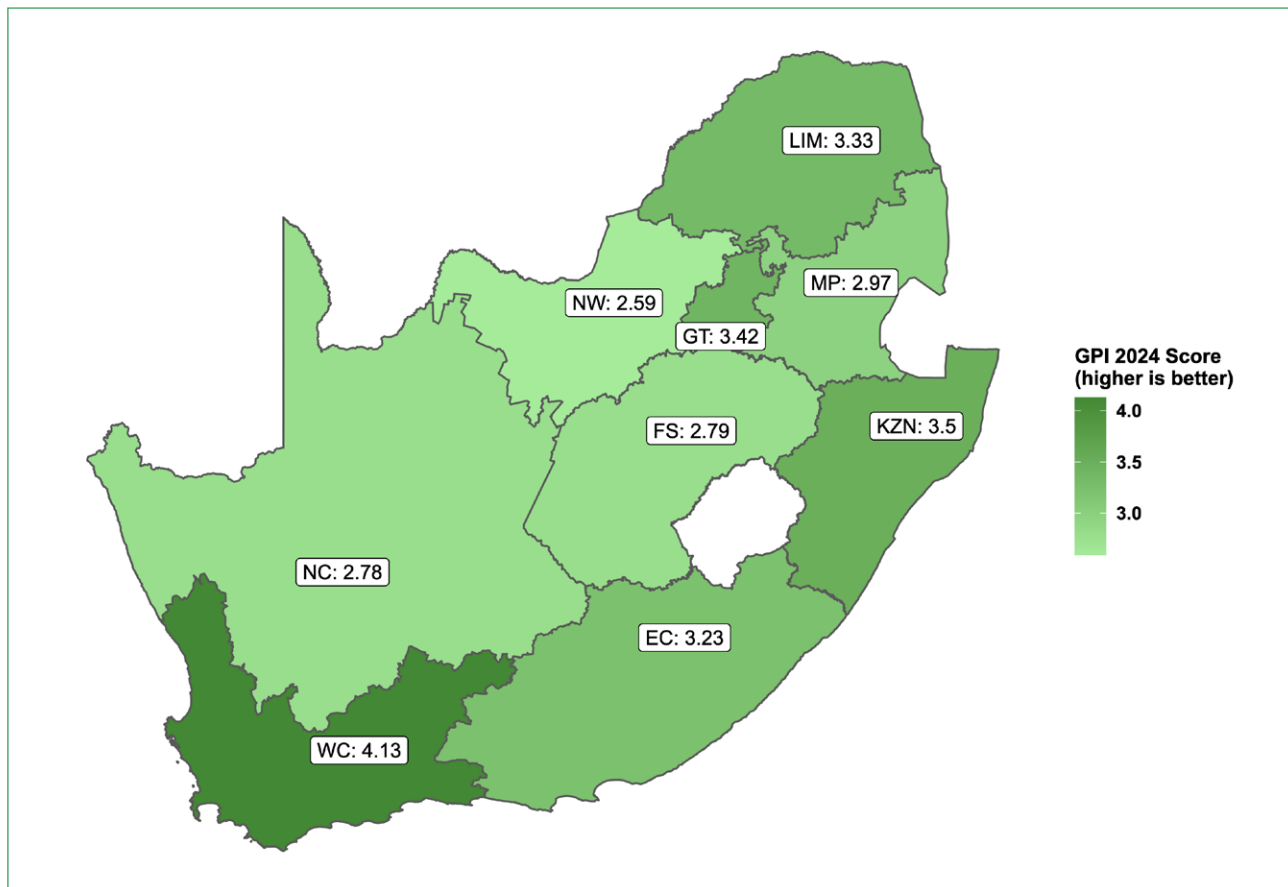 LIM: 3.33
MP: 2.97
NW: 2.59
GT: 3.42
GPI 2024 Score
(higher is better)
4.0
3.5
3.0
KZN: 3.5
FS: 2.79
NC: 2.78
EC: 3.23
WC: 4.13